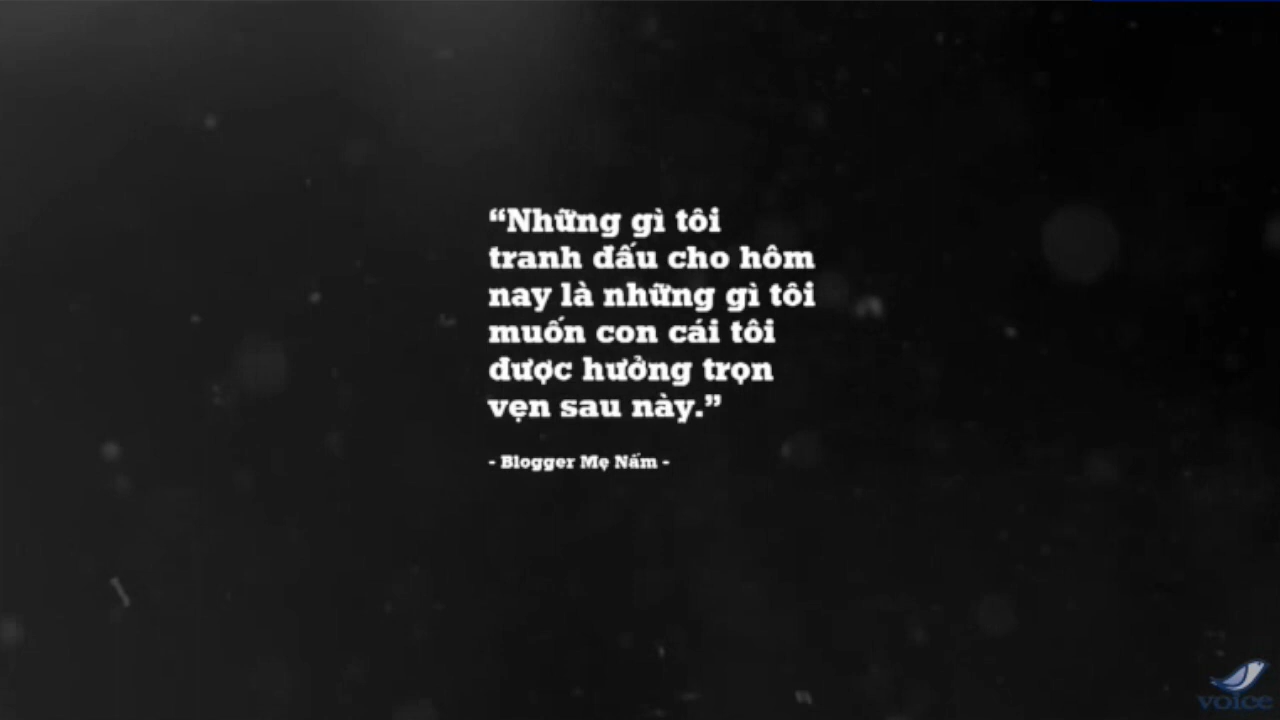 “Những gì tôi
tranh đấu cho hôm
nay là những gì tôi
muốn con cái tôi
được hưởng trọn
vẹn sau này.”
- Blogger Mẹ Nấm -
voice